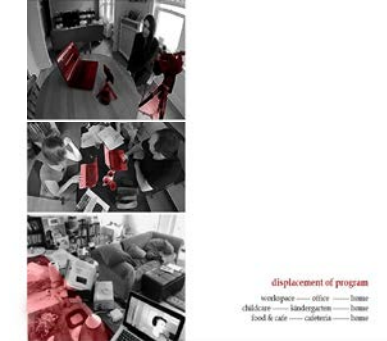 displacement of program
workspace —— office —— home
childcare —— kindergarten —— home
food & cafe —— cafeteria —— home